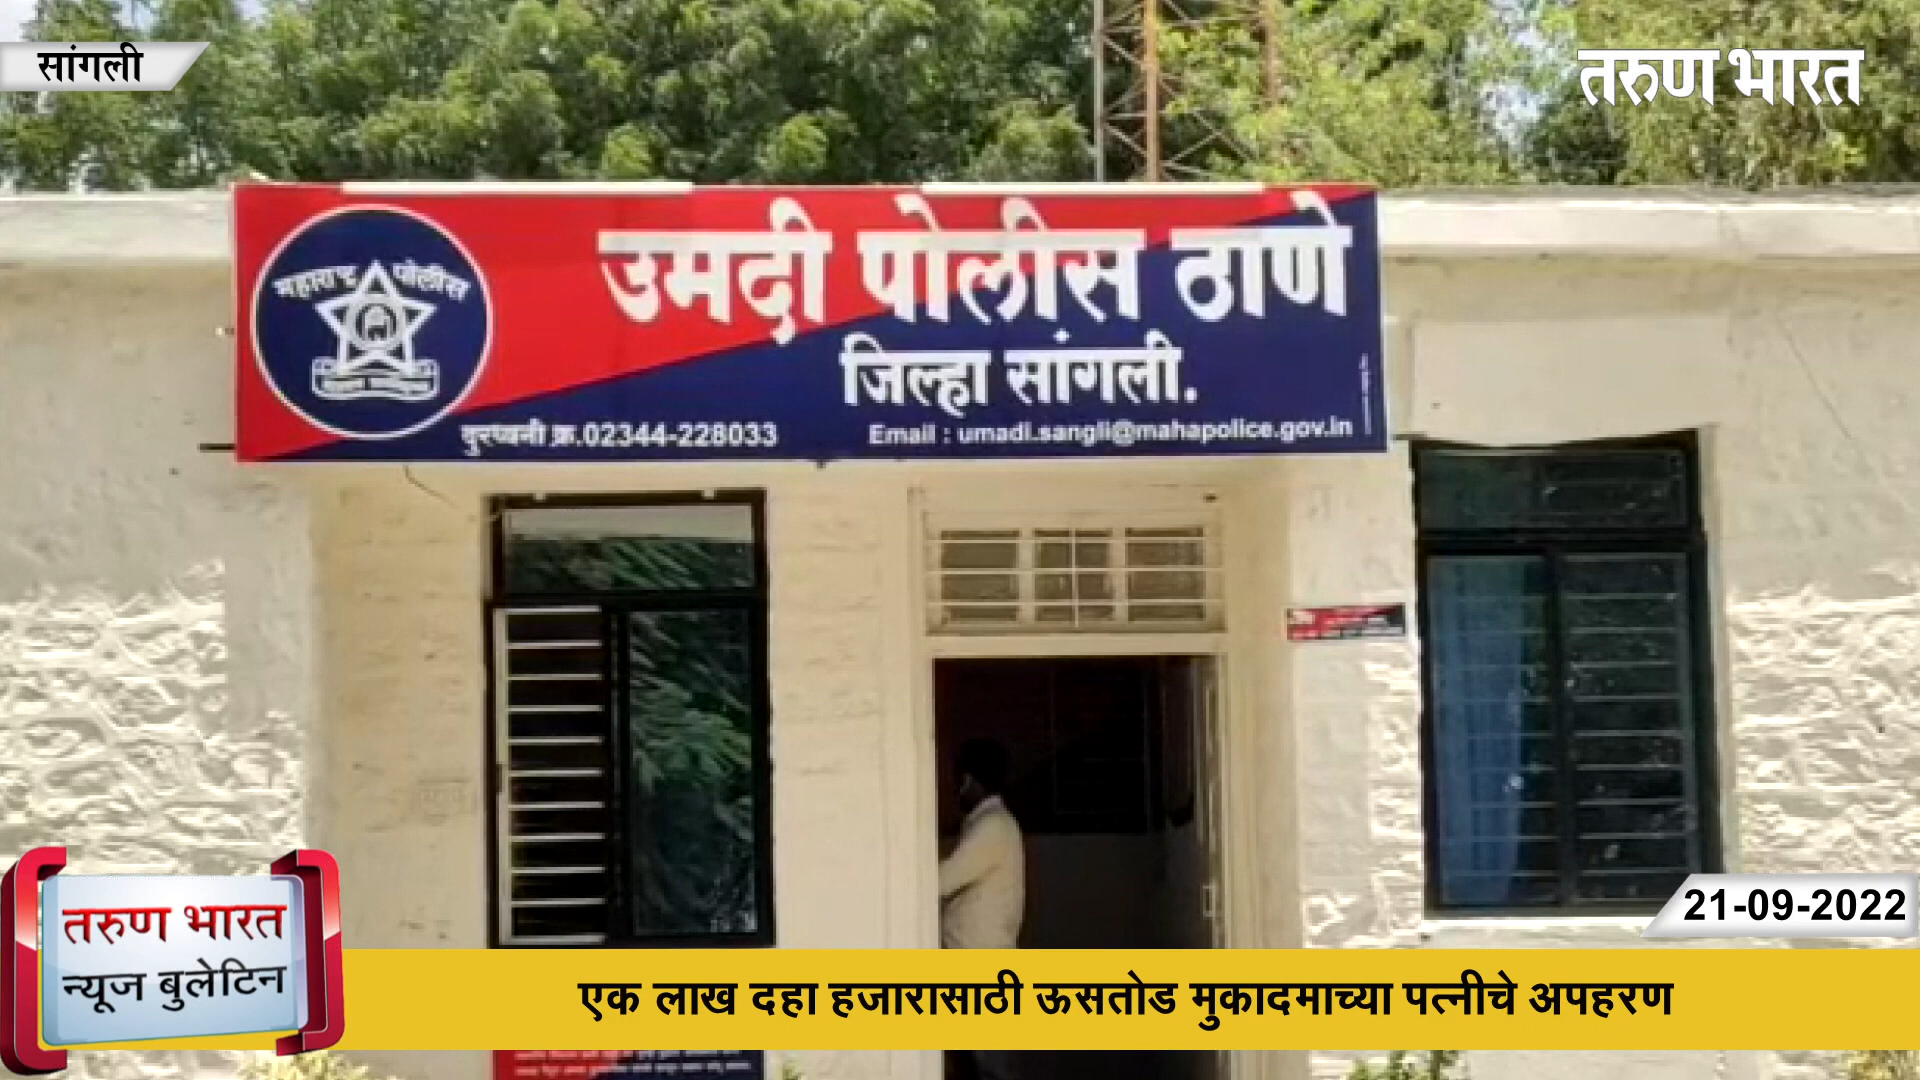 सांगली
तरुण भारत
महाराष्ट्र पोलीस
उमदी पोलीस ठाणे
जिल्हा सांगली.
दुरध्वनी क्र.02344-228033
Email : umadi.sangli@mahapolice.gov.in
21-09-2022
तरुण भारत
न्यूज बुलेटिन
एक लाख दहा हजारासाठी ऊसतोड मुकादमाच्या पत्नीचे अपहरण